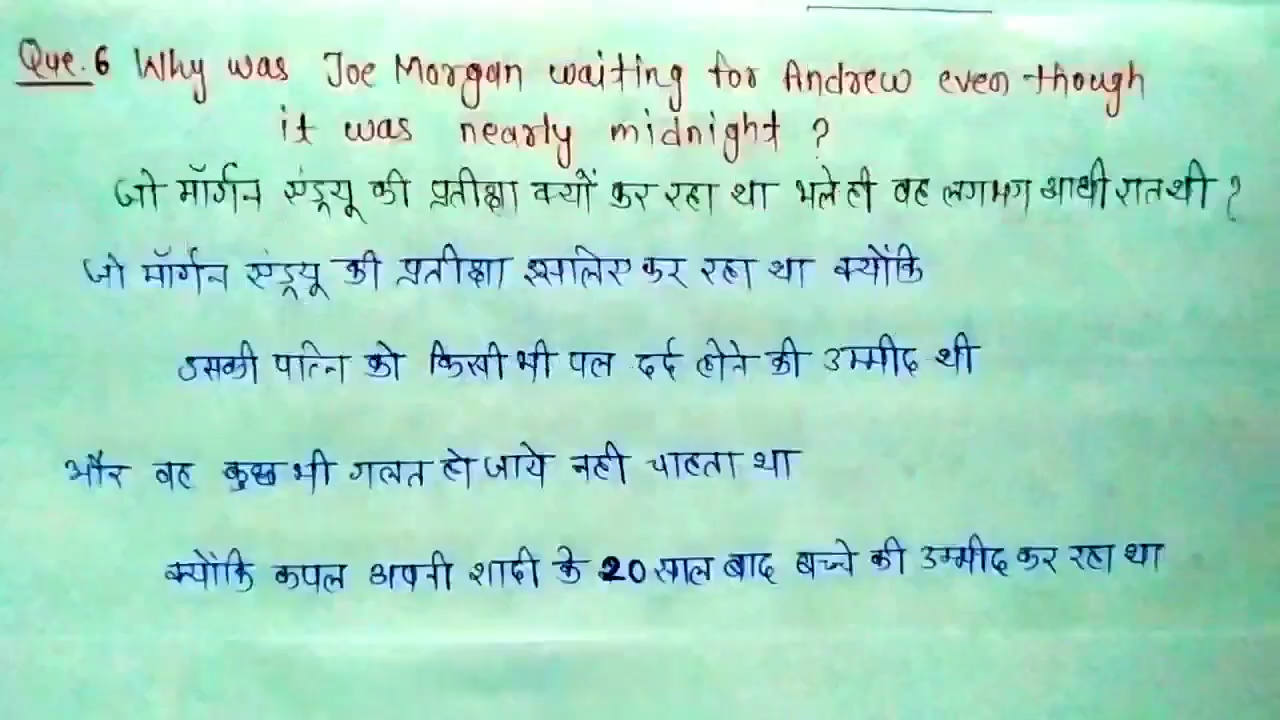 Que. 6 Why was Joe Morgan waiting for Andrew even though
it was nearly midnight ?
जो मॉर्गन एंड्र्यू की प्रतीक्षा क्यों कर रहा था भले ही वह लगभग आधी रात थी ?
जो मॉर्गन एंड्र्यू की प्रतीक्षा इसलिए कर रहा था क्योंकि
उसकी पत्नि को किसी भी पल दर्द होने की उम्मीद थी
और वह कुछ भी गलत हो जाये नही चाहता था
क्योंकि कपल अपनी शादी के 20 साल बाद बच्चे की उम्मीद कर रहा था